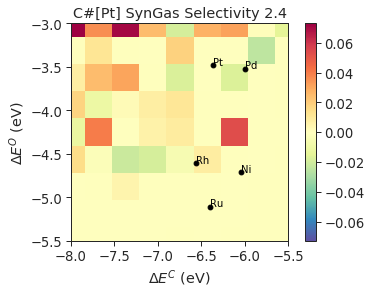 C#[Pt] SynGas Selectivity 2.4
−3.0
−3.5
−4.0
−4.5
−5.0
−5.5
ΔE^O (eV)
Pt
Pd
Rh
Ni
Ru
−8.0 −7.5 −7.0 −6.5 −6.0 −5.5
ΔE^C (eV)
0.06
0.04
0.02
0.00
−0.02
−0.04
−0.06